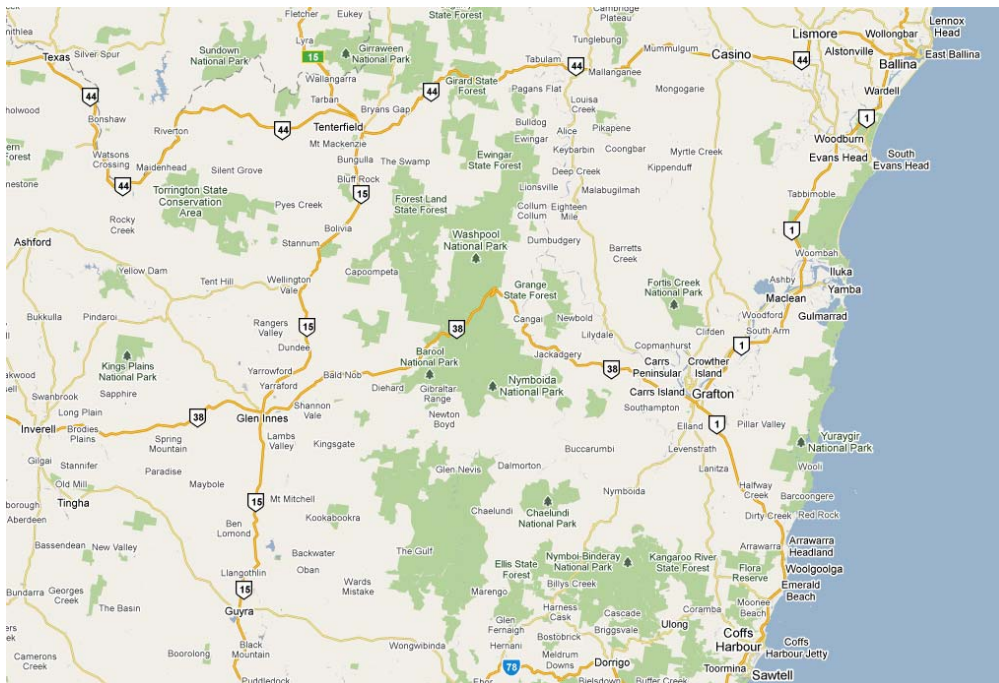 Fletcher
Eukey
Legacy
State Forest
Cambridge
Plateau
Lennox
Head
nithlea
Silver Spur
Texas
Sundown
National Park
Lyra
15
Girraween
National Park
Wallangarra
Tunglebung
Tabulam
44
Mummulgum
Mallanganee
Casino
44
Lismore
Wollongbar
Alstonville
East Ballina
Ballina
44
Bonshaw
holwood
Tarban
Bryans Gap
44
Girard State
Forest
Pagans Flat
Louisa
Creek
Mongogarie
Wardell
Riverton
44
Tenterfield
Mt Mackenzie
Bulldog
Ewingar
Alice
Pikapene
1
Woodburn
ern
Forest
Watsons
Crossing
Maidenhead
Silent Grove
Bungulla
The Swamp
Ewingar
State Forest
Keybarbin
Coongbar
Myrtle Creek
Evans Head
South
Evans Head
mestone
44
Torrington State
Conservation
Area
Bluff Rock
15
Pyes Creek
Forest Land
State Forest
Lionsville
Deep Creek
Malabugilmah
Kippenduff
Tabbimoble
Rocky
Creek
Bolivia
Collum
Collum
Eighteen
Mile
Ashford
Stannum
Washpool
National Park
Dumbudgery
Barretts
Creek
1
Woombah
Yellow Dam
Tent Hill
Wellington
Vale
Capoompeta
Grange
State Forest
Fortis Creek
National Park
Ashby
Iluka
Yamba
Maclean
Bukkulla
Pindaroi
Rangers
Valley
15
38
Cangai
Newbold
Lilydale
Clifden
Woodford
South Arm
Gulmarrad
Dundee
Barool
National Park
Jackadgery
Copmanhurst
1
Kings Plains
National Park
oakwood
Sapphire
Yarrowford
Yarraford
Bald Nob
38
Carrs
Peninsular
Crowther
Island
sell
Swanbrook
Diehard
Gibraltar
Range
Nymboida
National Park
Carrs Island
Grafton
Long Plain
38
Glen Innes
Shannon
Vale
Newton
Boyd
Southampton
Inverell
Brodies
Plains
Spring
Mountain
Lambs
Valley
Kingsgate
Elland
1
Pillar Valley
Buccarumbi
Levenstrath
Yuraygir
National Park
Gilgai
Stannifer
Paradise
Glen Nevis
Dalmorton
Lanitza
Wooli
Old Mill
Maybole
15
Mt Mitchell
Nymboida
Halfway
Creek
Barcoongere
Tingha
borough
Aberdeen
Kookabookra
Chaelundi
Chaelundi
National Park
Dirty Creek
Red Rock
Ben
Lomond
Bassendean
New Valley
Backwater
The Gulf
Nymboi-Binderay
National Park
Kangaroo River
State Forest
Arrawarra
Arrawarra
Headland
Llangothlin
Oban
Ellis State
Forest
Flora
Reserve
Woolgoolga
Bundarra
Georges
Creek
15
Wards
Mistake
Marengo
Billys Creek
Emerald
Beach
The Basin
Guyra
Harness
Cask
Cascade
Coramba
Moonee
Beach
Glen
Fernaigh
Briggsvale
Ulong
ers
Creek
Black
Mountain
Wongwibinda
Hernani
Bostobrick
Coffs
Harbour
Coffs
Harbour Jetty
Camerons
Creek
Boorolong
78
Meldrum
Downs
Dorrigo
Toormina
Sawtell
Puddledock
Ebor
Bielsdown
Buffer Creek